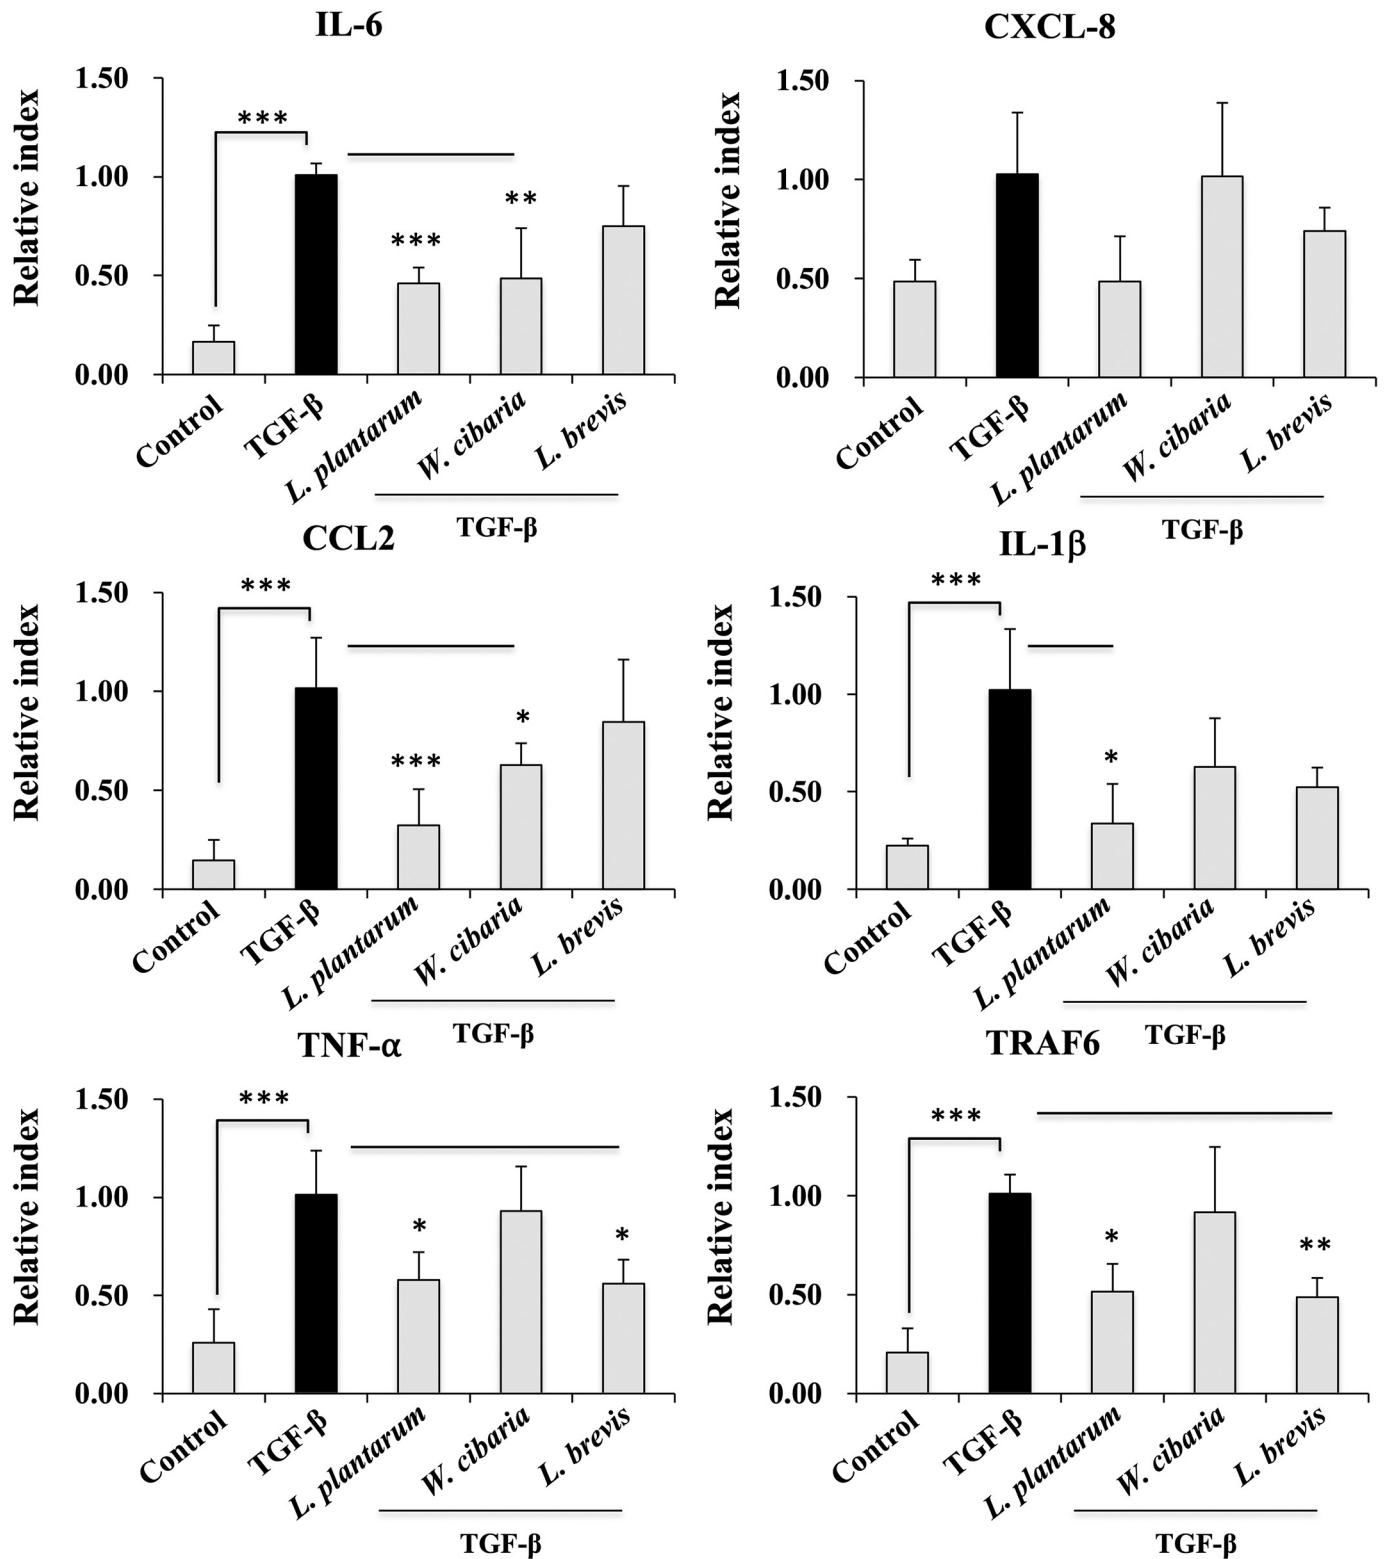 IL-6
1.50
1.00
0.50
0.00
Relative index
***
***
**
Control
TGF-β
L. plantarum
W. cibaria
L. brevis
TGF-β
CXCL-8
1.50
1.00
0.50
0.00
Relative index
Control
TGF-β
L. plantarum
W. cibaria
L. brevis
TGF-β
CCL2
1.50
1.00
0.50
0.00
Relative index
***
***
*
Control
TGF-β
L. plantarum
W. cibaria
L. brevis
TGF-β
IL-1β
1.50
1.00
0.50
0.00
Relative index
***
*
Control
TGF-β
L. plantarum
W. cibaria
L. brevis
TGF-β
TNF-α
1.50
1.00
0.50
0.00
Relative index
***
*
*
Control
TGF-β
L. plantarum
W. cibaria
L. brevis
TGF-β
TRAF6
1.50
1.00
0.50
0.00
Relative index
***
*
**
Control
TGF-β
L. plantarum
W. cibaria
L. brevis
TGF-β